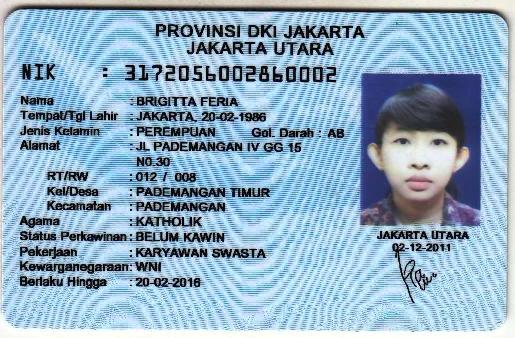 PROVINSI DKI JAKARTA
JAKARTA UTARA
NIK : 3172056002860002
Nama : BRIGITTA FERIA
Tempat/Tgl Lahir : JAKARTA, 20-02-1986
Jenis Kelamin : PEREMPUAN Gol. Darah : AB
Alamat : JL PADEMANGAN IV GG 15
N0.30
RT/RW : 012 / 008
Kel/Desa : PADEMANGAN TIMUR
Kecamatan : PADEMANGAN
Agama : KATHOLIK
Status Perkawinan: BELUM KAWIN
Pekerjaan : KARYAWAN SWASTA
Kewarganegaraan: WNI
Berlaku Hingga : 20-02-2016
JAKARTA UTARA
02-12-2011